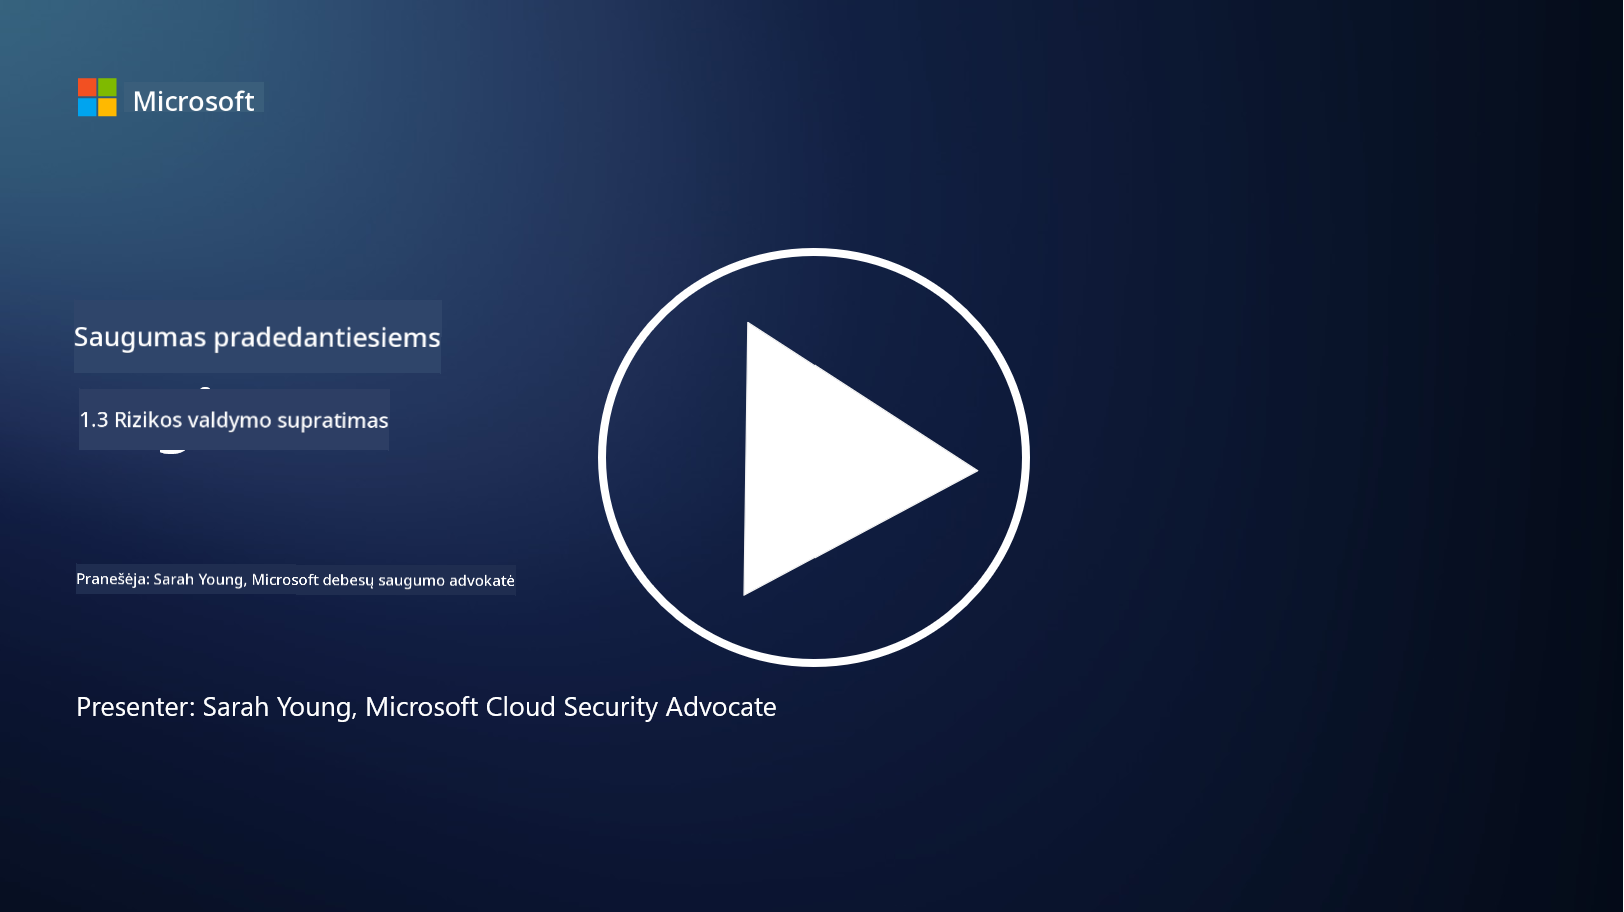 Microsoft
Saugumas pradedantiesiems
1.3 Rizikos valdymo supratimas
Pranešėja: Sarah Young, Microsoft debesų saugumo advokatė
Presenter: Sarah Young, Microsoft Cloud Security Advocate